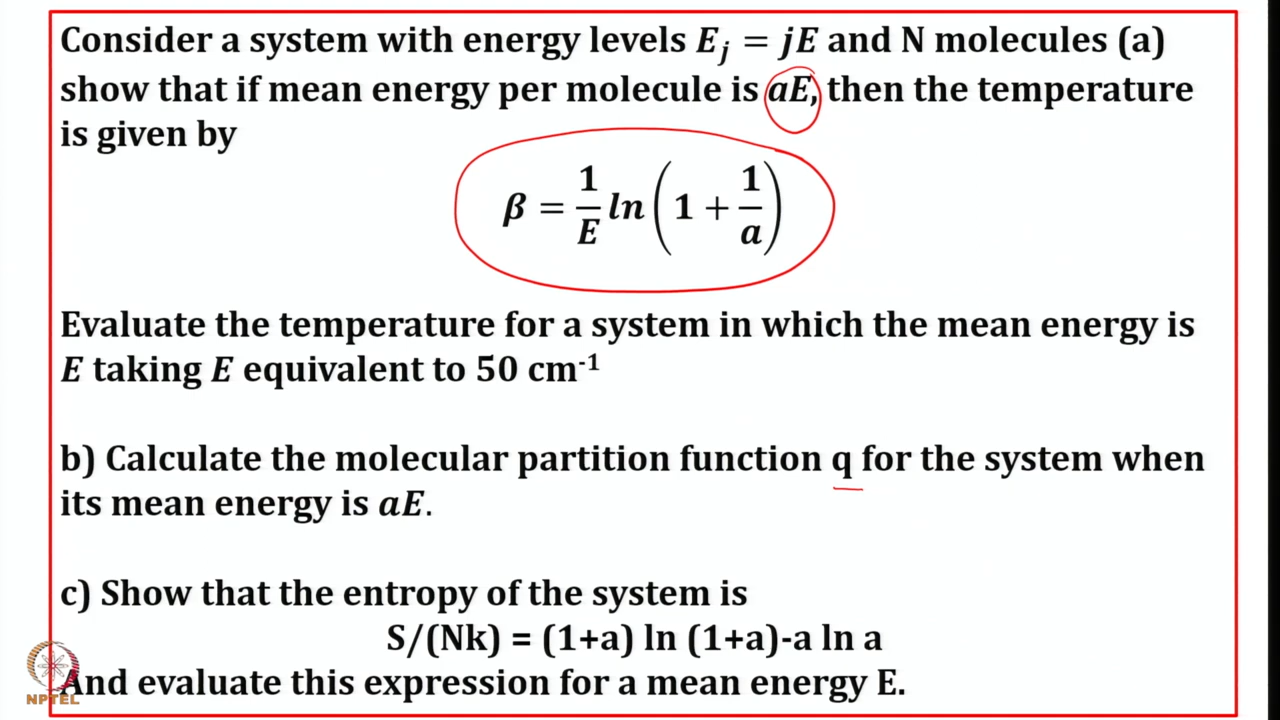 Consider a system with energy levels E_j = jE and N molecules (a)
show that if mean energy per molecule is aE, then the temperature
is given by
β = 1/E ln(1 + 1/a)
Evaluate the temperature for a system in which the mean energy is
E taking E equivalent to 50 cm⁻¹
b) Calculate the molecular partition function q for the system when
its mean energy is aE.
c) Show that the entropy of the system is
S/(Nk) = (1+a) ln (1+a)-a ln a
And evaluate this expression for a mean energy E.
NPTEL